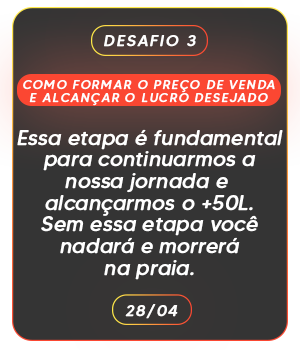 DESAFIO 3
COMO FORMAR O PREÇO DE VENDA
E ALCANÇAR O LUCRO DESEJADO
Essa etapa é fundamental
para continuarmos a
nossa jornada e
alcançarmos o +50L.
Sem essa etapa você
nadará e morrerá
na praia.
28/04